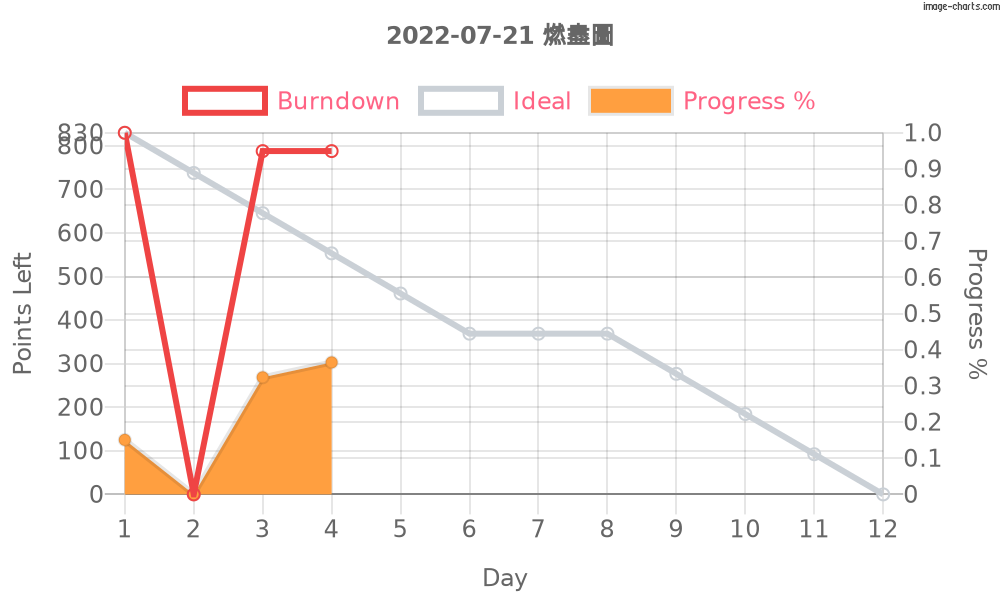 image-charts.com
2022-07-21 燃盡圖
Burndown Ideal Progress %
830 1.0
800
0.9
700 0.8
600 0.7
500 0.6
400 0.5
300 0.4
0.3
200 0.2
100 0.1
0 0
Points Left
Progress %
1 2 3 4 5 6 7 8 9 10 11 12
Day